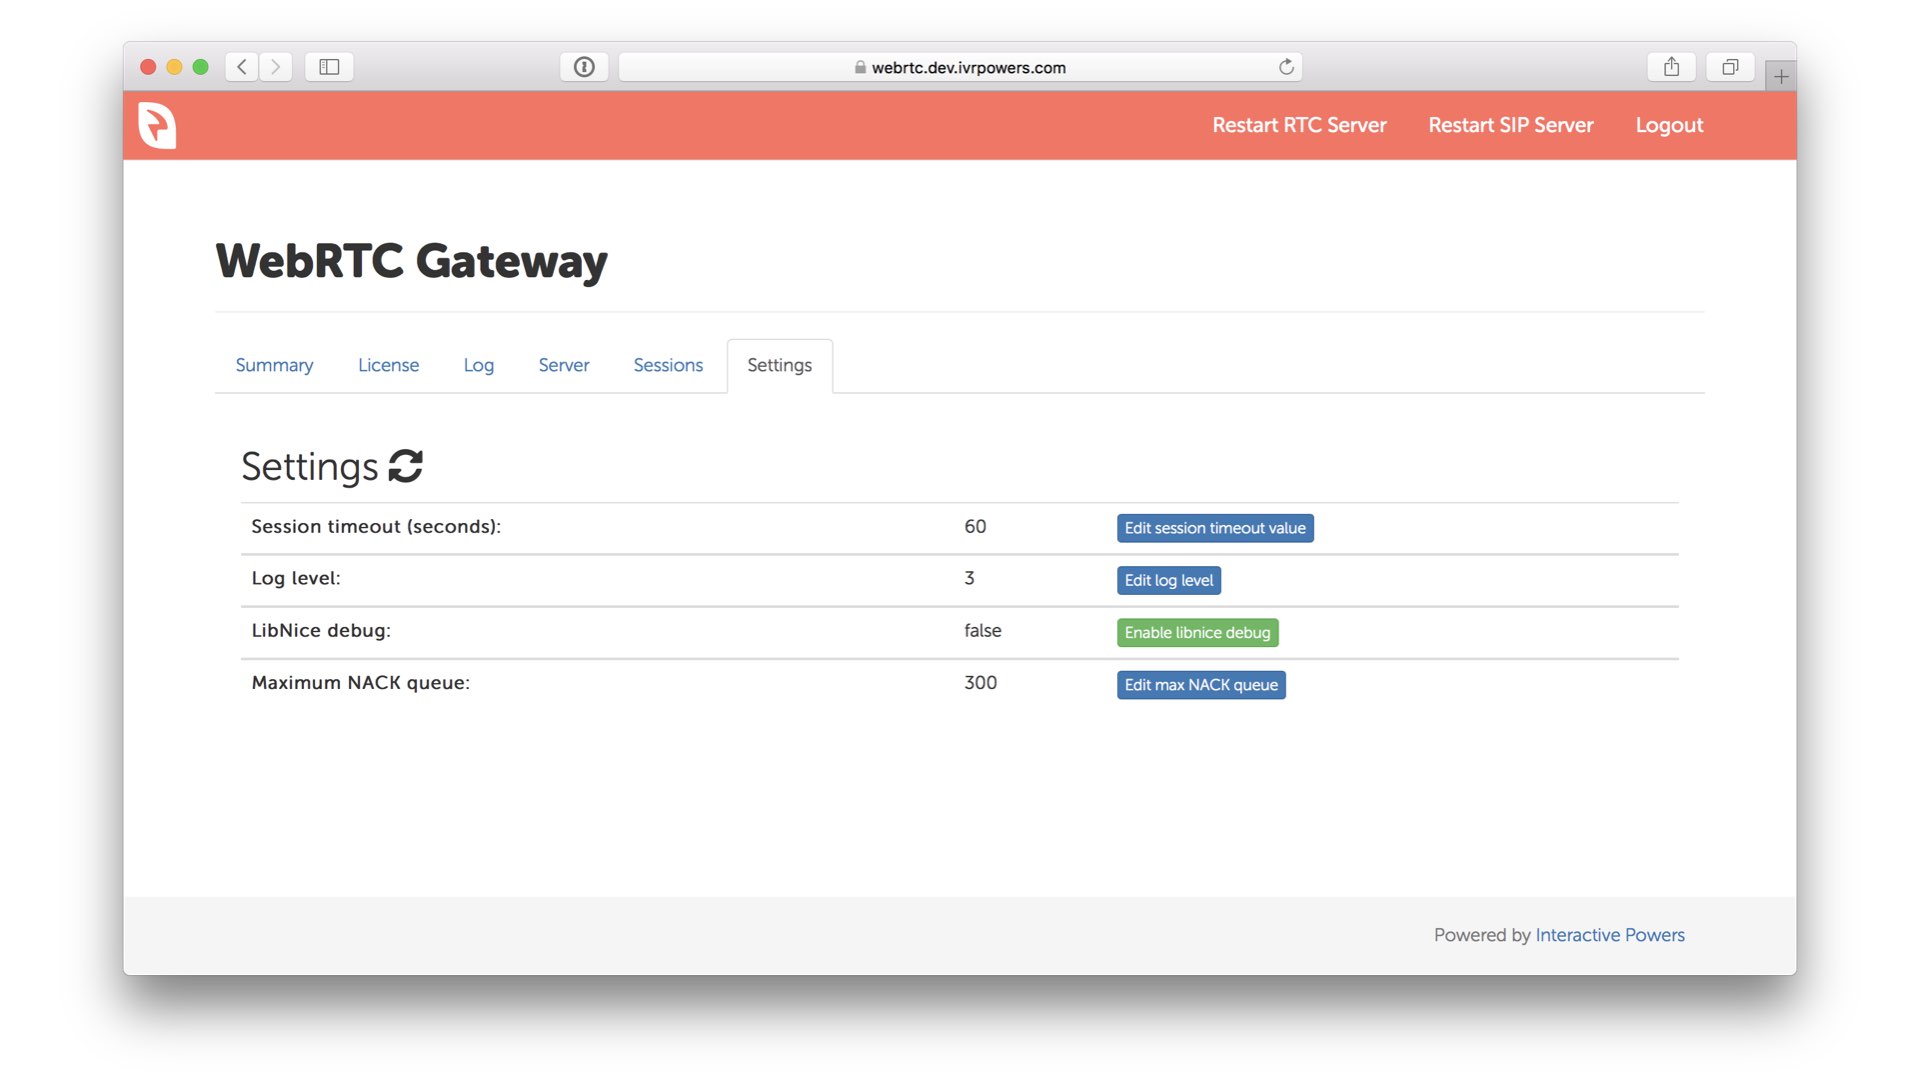 webrtc.dev.ivrpowers.com
Restart RTC Server Restart SIP Server Logout
WebRTC Gateway
Summary License Log Server Sessions Settings
Settings
Session timeout (seconds): 60 Edit session timeout value
Log level: 3 Edit log level
LibNice debug: false Enable libnice debug
Maximum NACK queue: 300 Edit max NACK queue
Powered by Interactive Powers